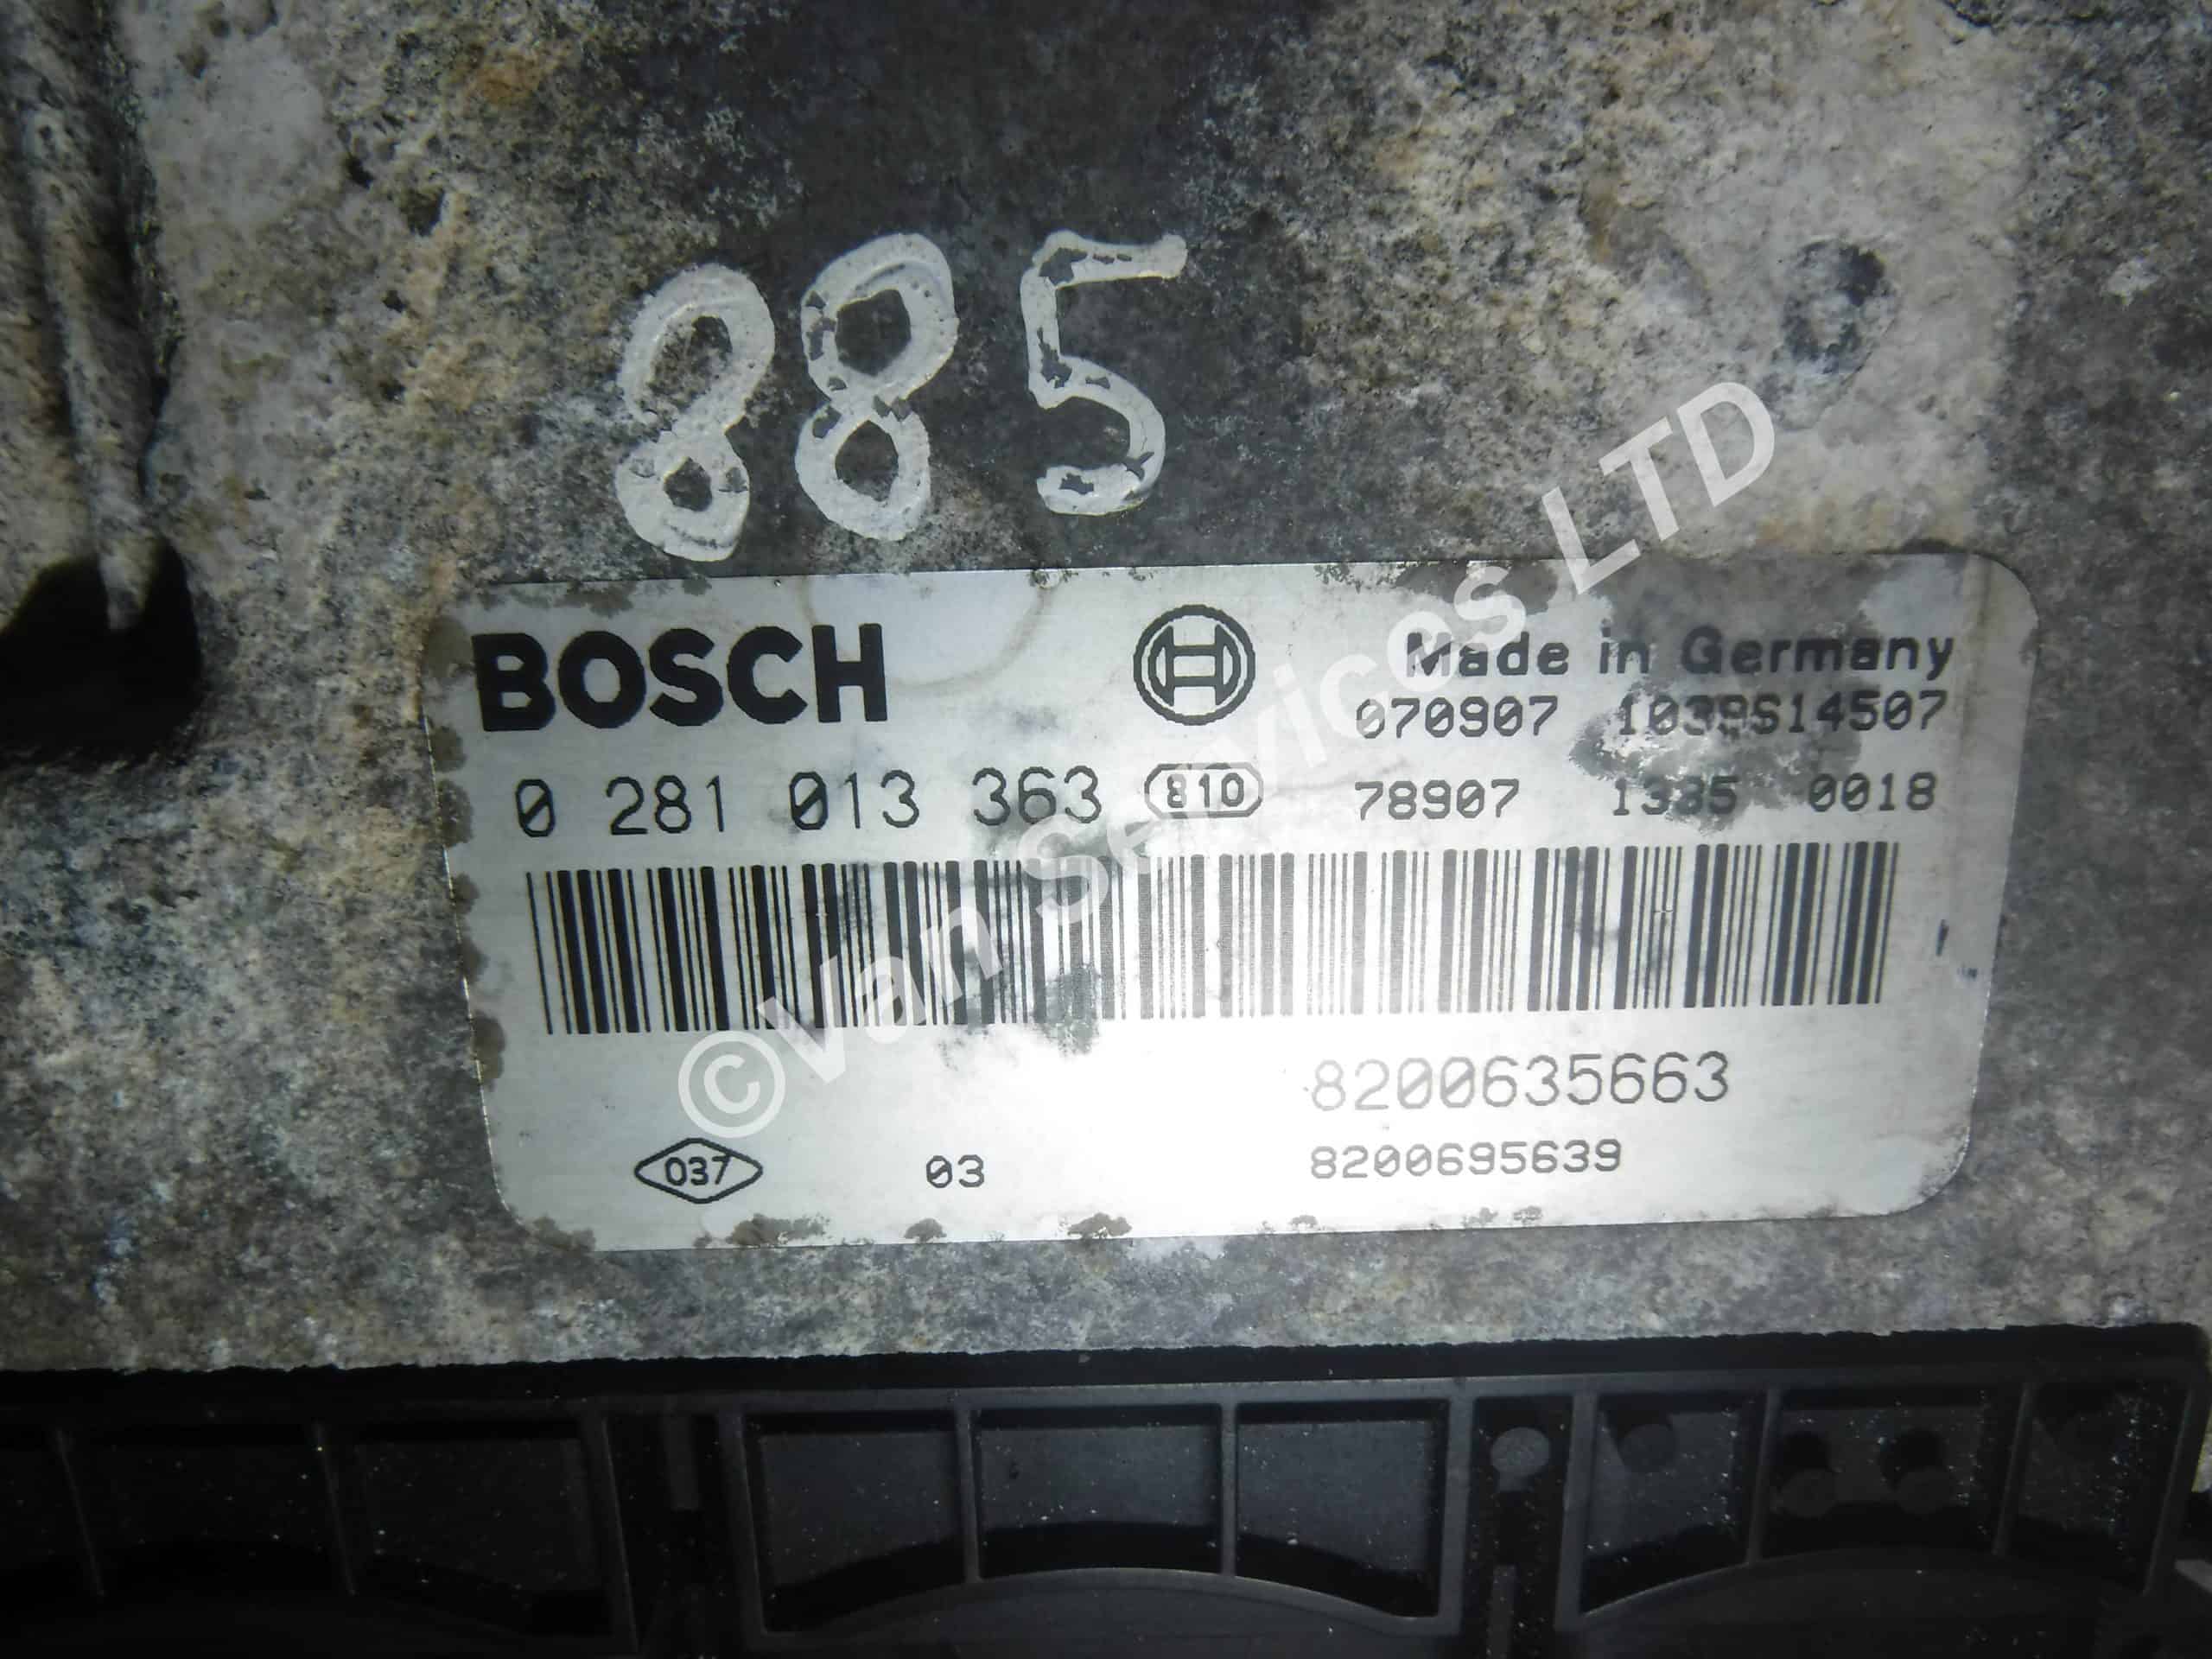 885
BOSCH
Made in Germany
070907 1039S14507
0 281 013 363 810
78907 0018
8200635663
037 03 8200695639
©Van Services LTD